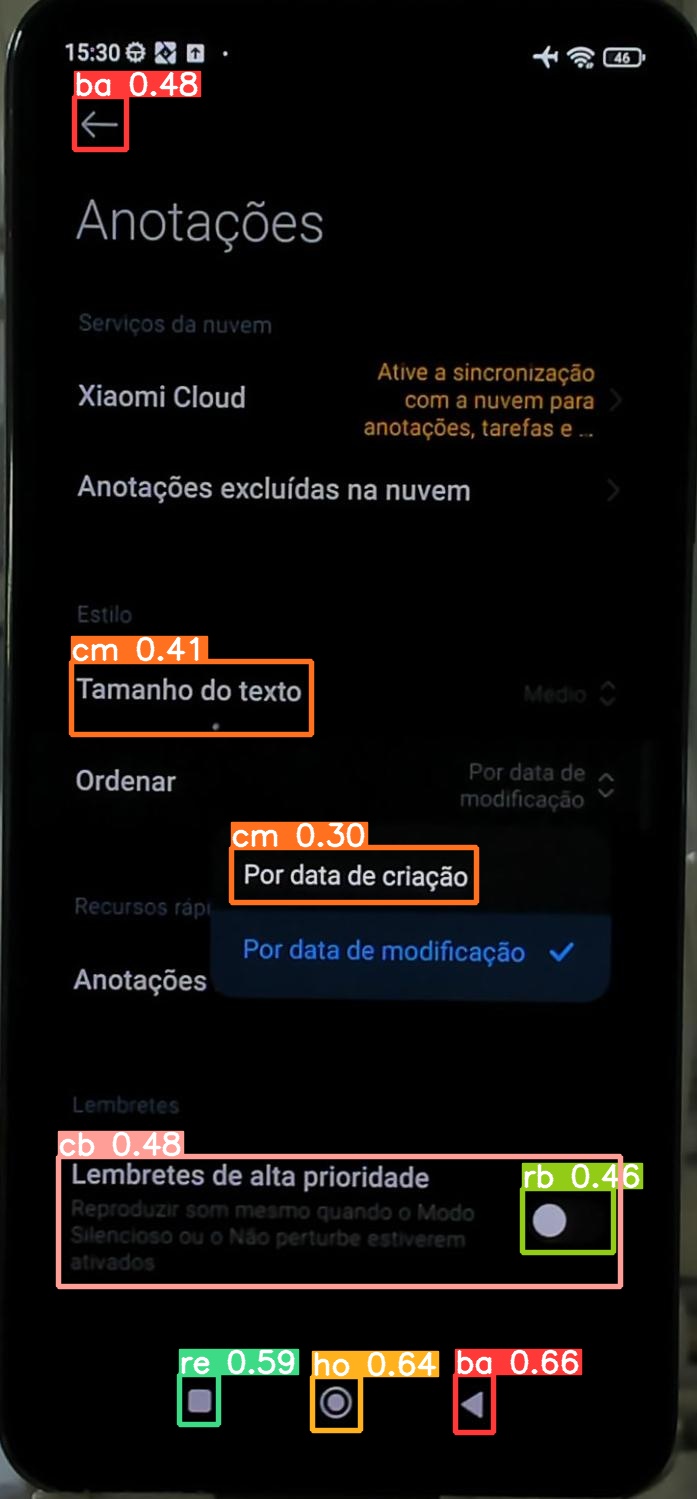 15:30
46
ba 0.48
Anotações
Serviços da nuvem
Xiaomi Cloud
Ative a sincronização
com a nuvem para
anotações, tarefas e ...
Anotações excluídas na nuvem
Estilo
cm 0.41
Tamanho do texto
Medio
Ordenar
Por data de
modificação
cm 0.30
Por data de criação
Recursos rápi
Por data de modificação
Anotações
Lembretes
cb 0.48
Lembretes de alta prioridade
rb 0.46
Reproduzir som mesmo quando o Modo
Silencioso ou o Não perturbe estiverem
ativados
re 0.59
ho 0.64
ba 0.66